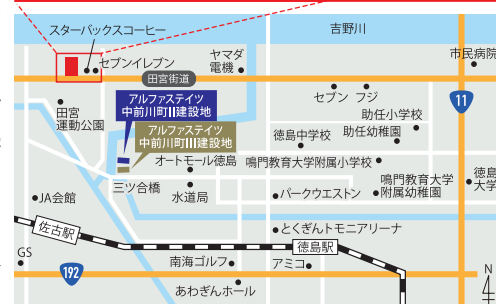 スターバックスコーヒー
吉野川
セブンイレブン
ヤマダ
電機
市民病院
田宮街道
アルファステイツ
中前川町III建設地
アルファステイツ
中前川町II建設地
セブン
フジ
11
田宮
運動公園
助任小学校
徳島中学校
助任幼稚園
オートモール徳島
鳴門教育大学附属小学校
三ツ合橋
水道局
パークウエストン
鳴門教育大学
附属幼稚園
徳島
大学
JA会館
佐古駅
とくぎんトモニアリーナ
徳島駅
GS
192
南海ゴルフ
アミコ
あわぎんホール
N
4